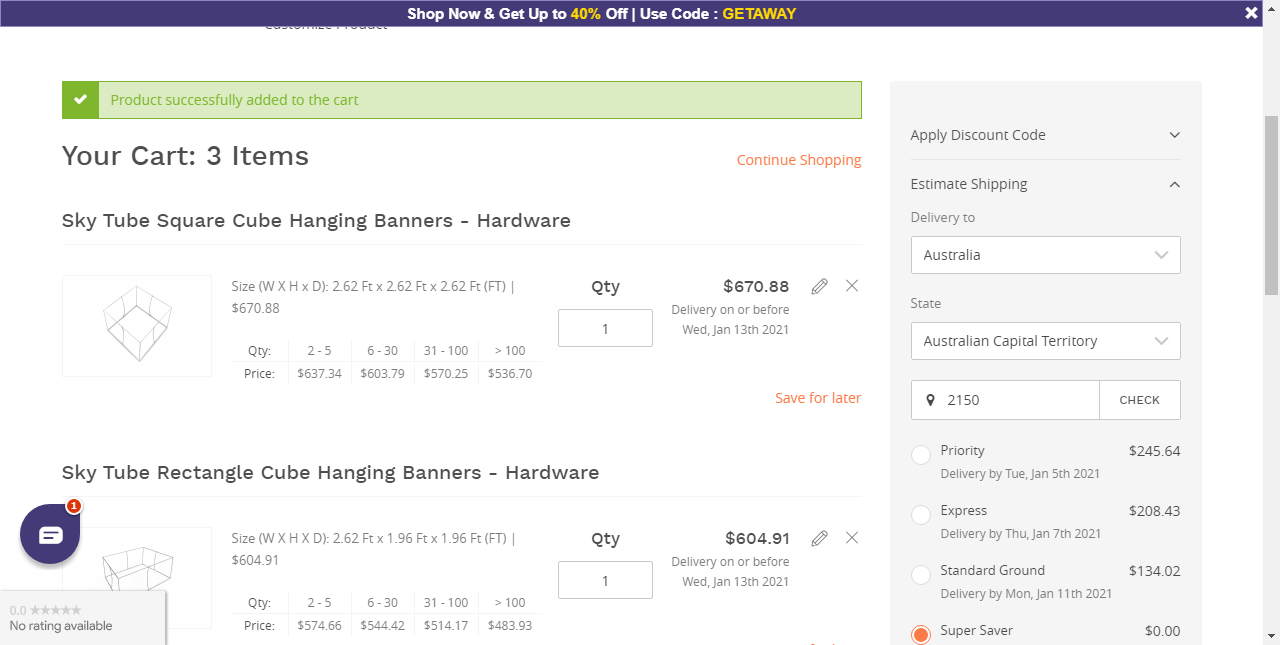 Shop Now & Get Up to 40% Off | Use Code : GETAWAY
Customize Product
Product successfully added to the cart
Your Cart: 3 Items
Continue Shopping
Sky Tube Square Cube Hanging Banners - Hardware
Size (W X H x D): 2.62 Ft x 2.62 Ft x 2.62 Ft (FT) |
$670.88
Qty: 2 - 5 6 - 30 31 - 100 > 100
Price: $637.34 $603.79 $570.25 $536.70
Qty
1
$670.88
Delivery on or before
Wed, Jan 13th 2021
Save for later
Sky Tube Rectangle Cube Hanging Banners - Hardware
Size (W X H X D): 2.62 Ft x 1.96 Ft x 1.96 Ft (FT) |
$604.91
Qty: 2 - 5 6 - 30 31 - 100 > 100
Price: $574.66 $544.42 $514.17 $483.93
Qty
1
$604.91
Delivery on or before
Wed, Jan 13th 2021
Apply Discount Code
Estimate Shipping
Delivery to
Australia
State
Australian Capital Territory
2150 CHECK
Priority $245.64
Delivery by Tue, Jan 5th 2021
Express $208.43
Delivery by Thu, Jan 7th 2021
Standard Ground $134.02
Delivery by Mon, Jan 11th 2021
Super Saver $0.00
1
0.0
No rating available